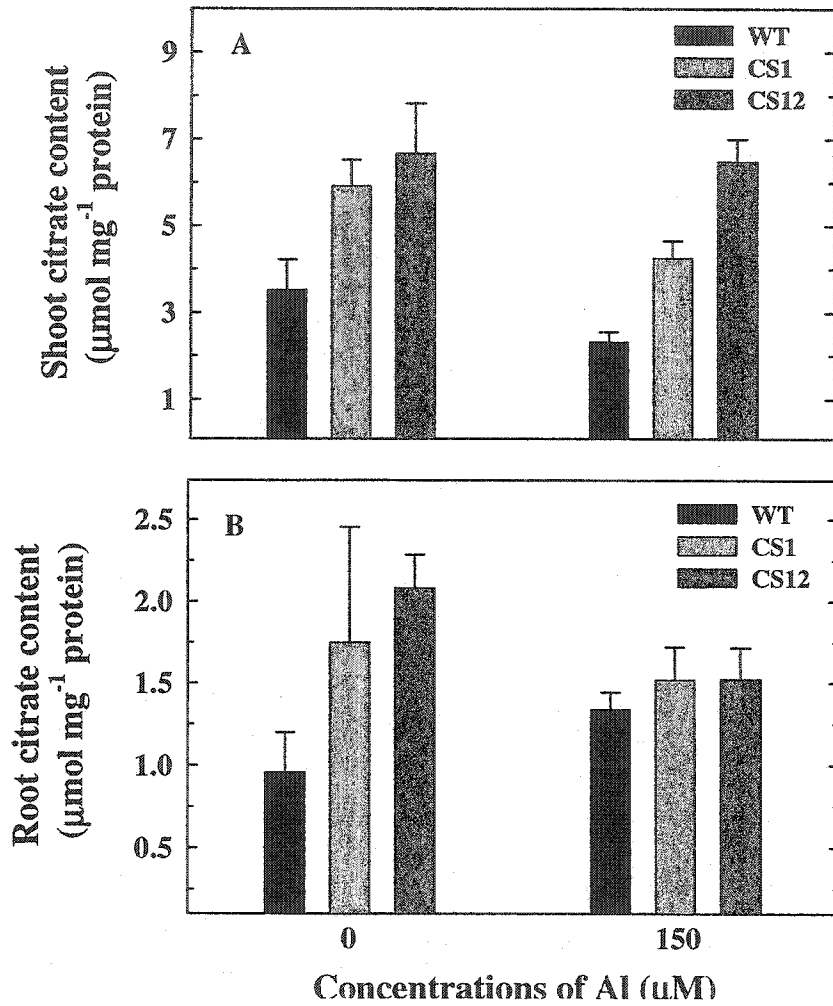 A
WT
CS1
CS12
9
7
5
3
1
Shoot citrate content
(μmol mg⁻¹ protein)
B
WT
CS1
CS12
2.5
2.0
1.5
1.0
0.5
Root citrate content
(μmol mg⁻¹ protein)
0
150
Concentrations of Al (μM)